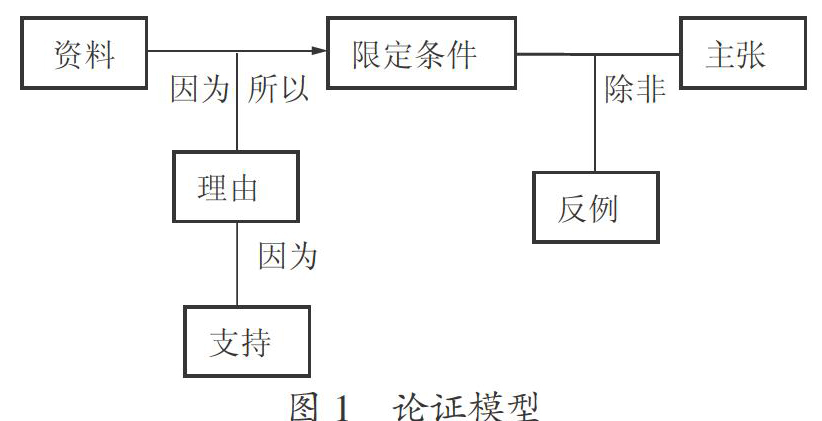 资料 限定条件 主张
因为 所以 除非
理由 反例
因为
支持
图 1 论证模型